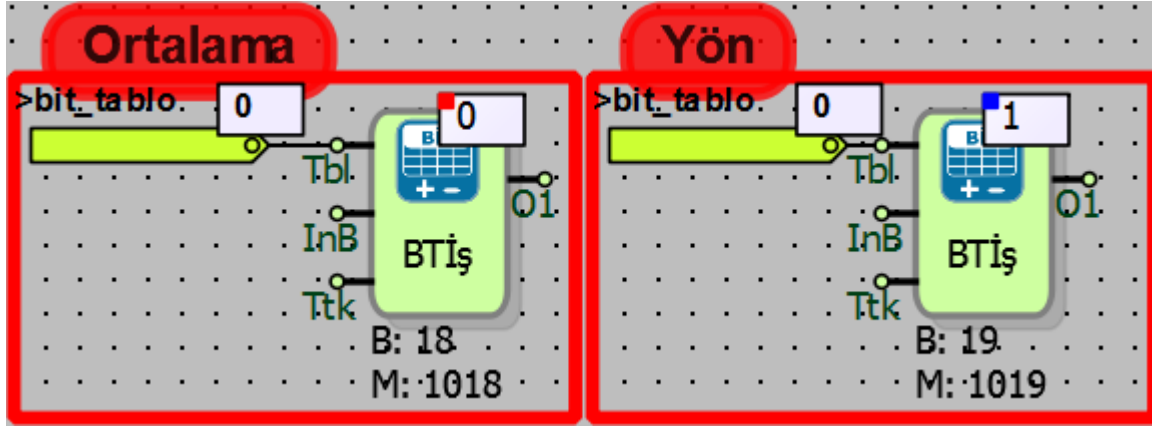 Ortalama
>bit_tablo.
0
0
B
Tbl
InB
Ttk
O1
BTİş
B: 18
M: 1018
Yön
>bit_tablo.
0
1
B
Tbl
InB
Ttk
O1
BTİş
B: 19
M: 1019